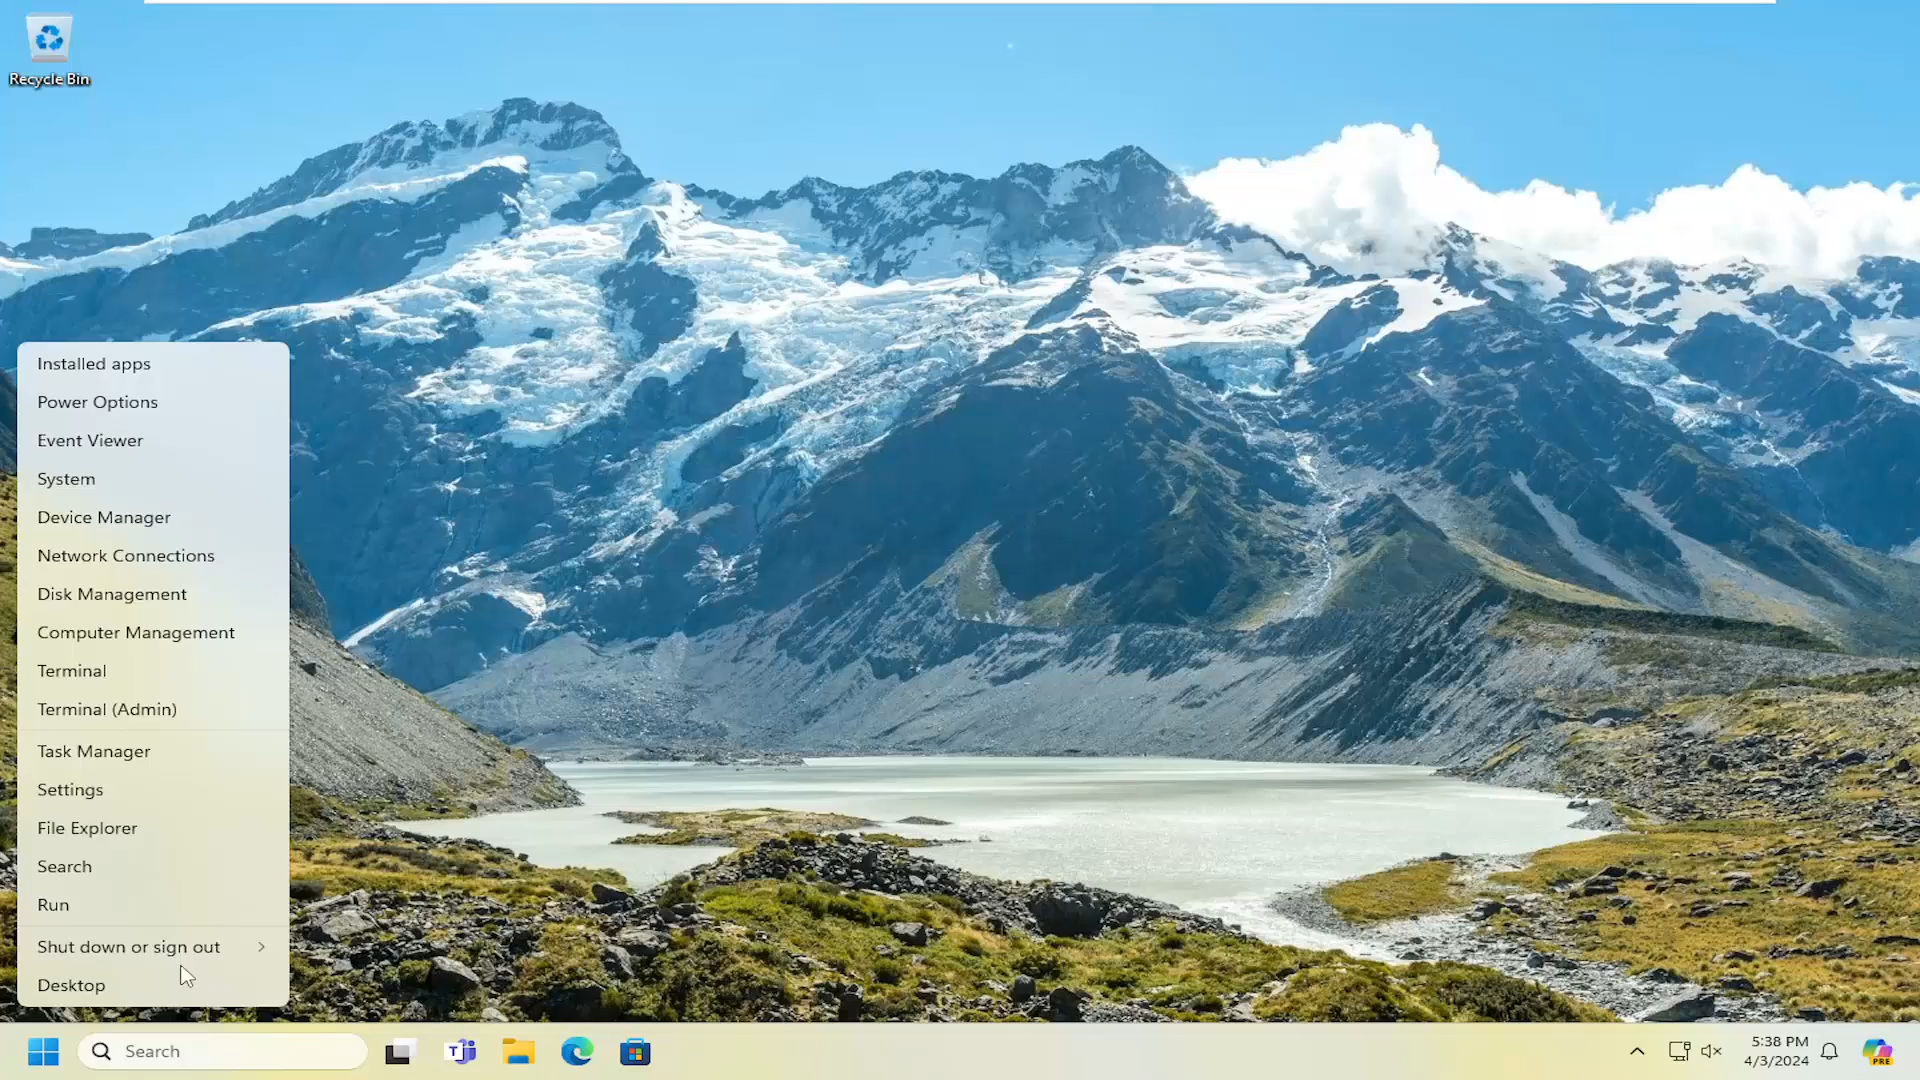 Recycle Bin
Installed apps
Power Options
Event Viewer
System
Device Manager
Network Connections
Disk Management
Computer Management
Terminal
Terminal (Admin)
Task Manager
Settings
File Explorer
Search
Run
Shut down or sign out
Desktop
Search
5:38 PM
4/3/2024
PRE